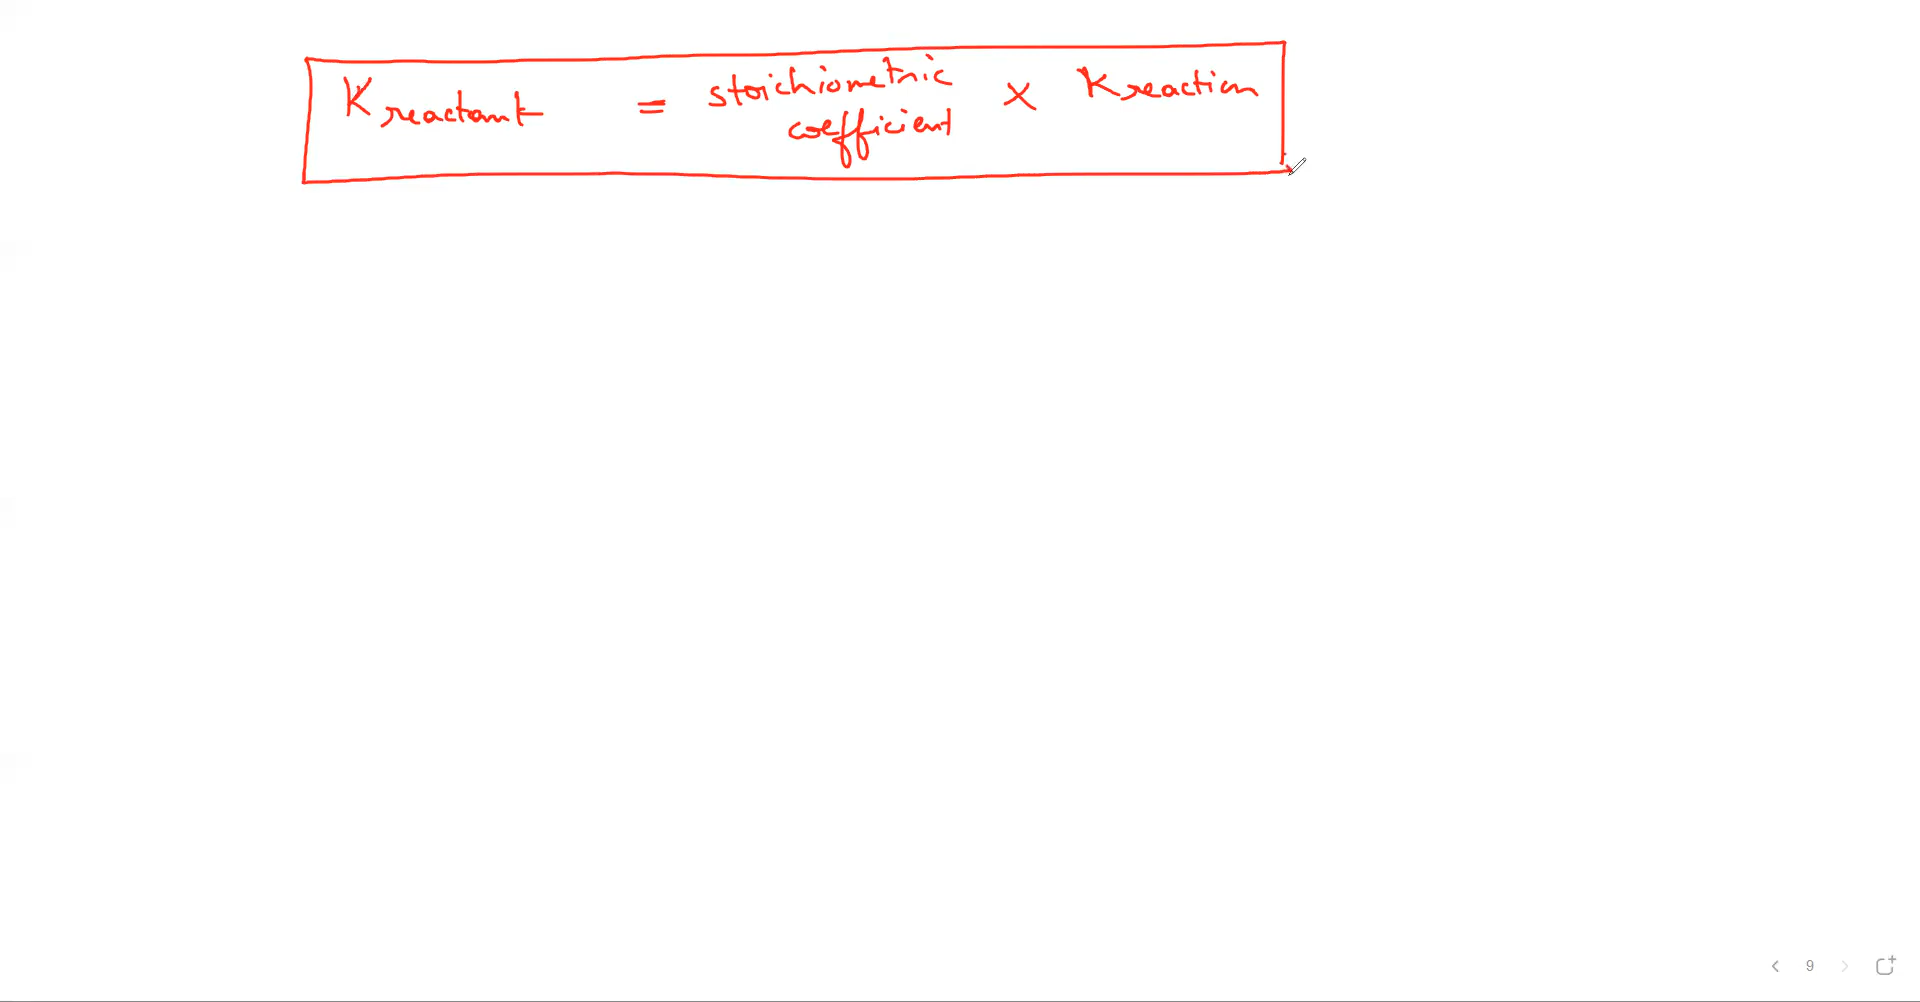 K reactant = stoichiometric coefficient × K reaction
9